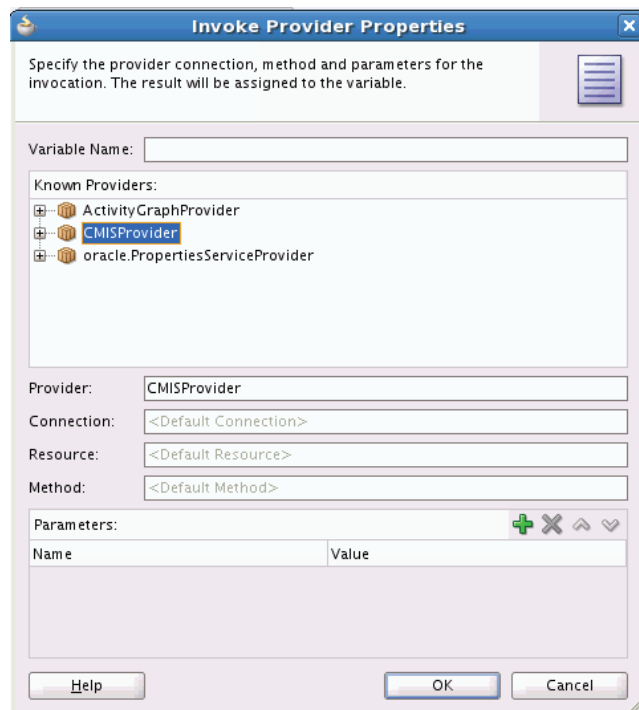 Invoke Provider Properties
Specify the provider connection, method and parameters for the
invocation. The result will be assigned to the variable.
Variable Name:
Known Providers:
ActivityGraphProvider
CMISProvider
oracle.PropertiesServiceProvider
Provider: CMISProvider
Connection: <Default Connection>
Resource: <Default Resource>
Method: <Default Method>
Parameters:
Name Value
Help OK Cancel